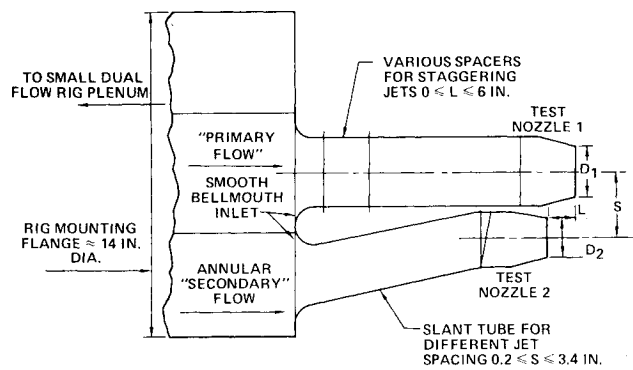 TO SMALL DUAL
FLOW RIG PLENUM
VARIOUS SPACERS
FOR STAGGERING
JETS 0 ⩽ L ⩽ 6 IN.
TEST
NOZZLE 1
"PRIMARY
FLOW"
SMOOTH
BELLMOUTH
INLET
D1
S
L
D2
RIG MOUNTING
FLANGE ≈ 14 IN.
DIA.
ANNULAR
"SECONDARY"
FLOW
TEST
NOZZLE 2
SLANT TUBE FOR
DIFFERENT JET
SPACING 0.2 ⩽ S ⩽ 3.4 IN.